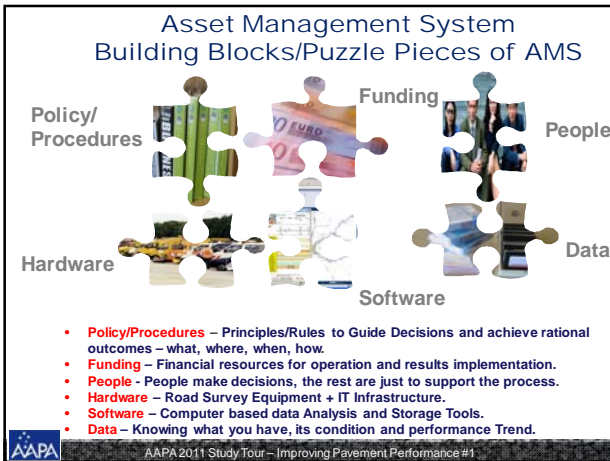 Asset Management System
Building Blocks/Puzzle Pieces of AMS
Policy/
Procedures
Funding
People
10 EURO
Hardware
Software
Data
• Policy/Procedures – Principles/Rules to Guide Decisions and achieve rational
outcomes – what, where, when, how.
• Funding – Financial resources for operation and results implementation.
• People - People make decisions, the rest are just to support the process.
• Hardware – Road Survey Equipment + IT Infrastructure.
• Software – Computer based data Analysis and Storage Tools.
• Data – Knowing what you have, its condition and performance Trend.
AAPA
AAPA 2011 Study Tour – Improving Pavement Performance #1